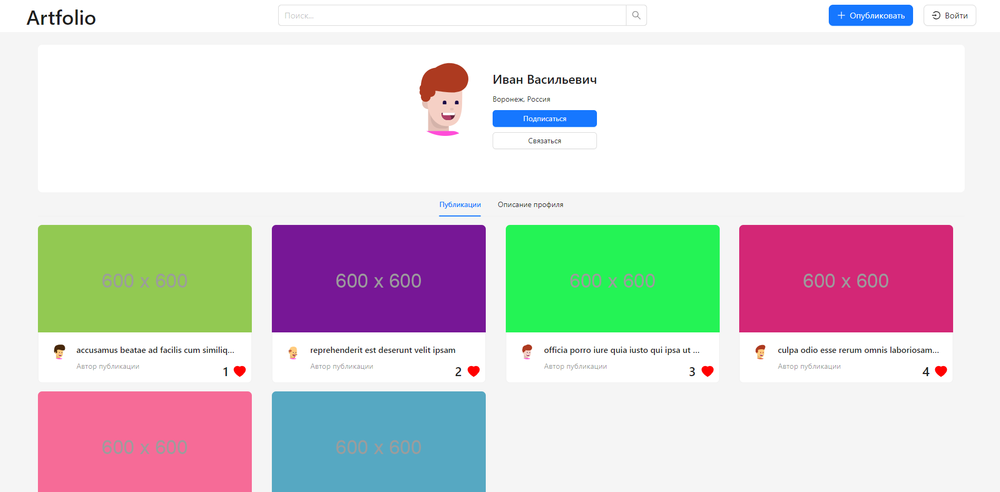 Artfolio
Поиск...
Опубликовать
Войти
Иван Васильевич
Воронеж, Россия
Подписаться
Связаться
Публикации
Описание профиля
600 x 600
600 x 600
600 x 600
600 x 600
accusamus beatae ad facilis cum similiq...
Автор публикации
1
reprehenderit est deserunt velit ipsam
Автор публикации
2
officia porro iure quia iusto qui ipsa ut ...
Автор публикации
3
culpa odio esse rerum omnis laboriosam...
Автор публикации
4
600 x 600
600 x 600